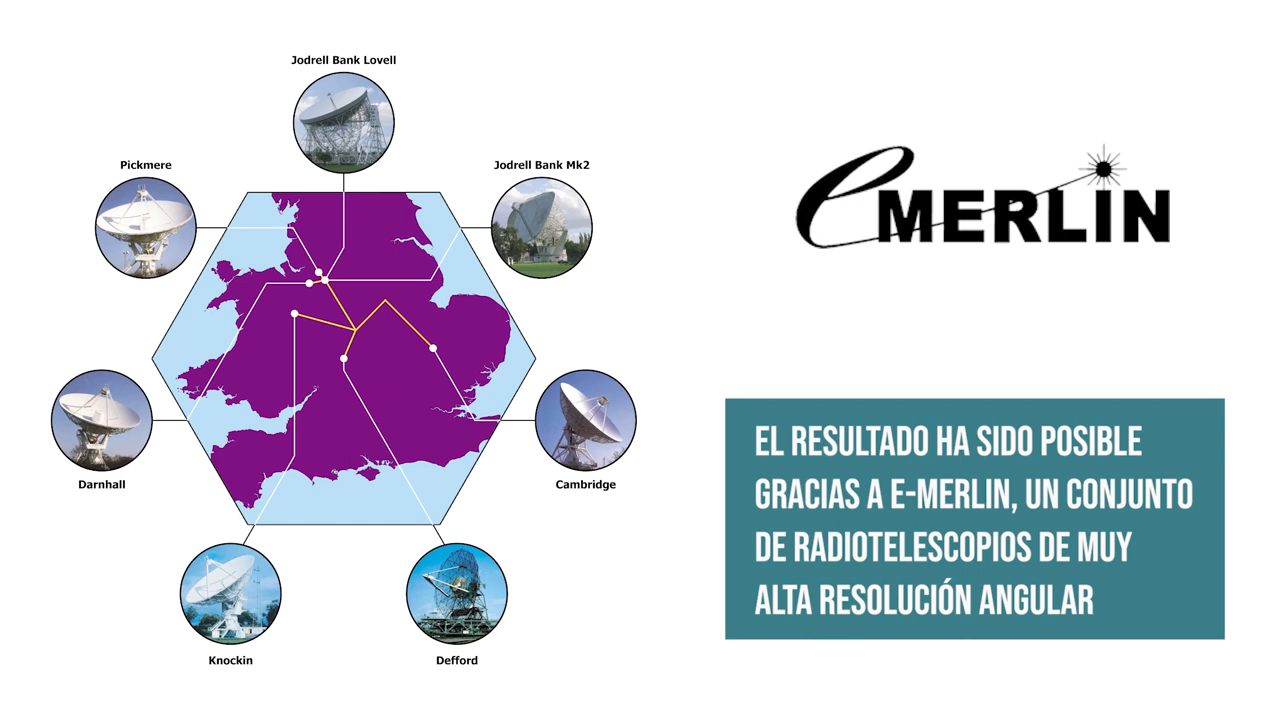 Jodrell Bank Lovell
Pickmere
Jodrell Bank Mk2
Darnhall
Cambridge
Knockin
Defford
e MERLIN
EL RESULTADO HA SIDO POSIBLE
GRACIAS A E-MERLIN, UN CONJUNTO
DE RADIOTELESCOPIOS DE MUY
ALTA RESOLUCIÓN ANGULAR